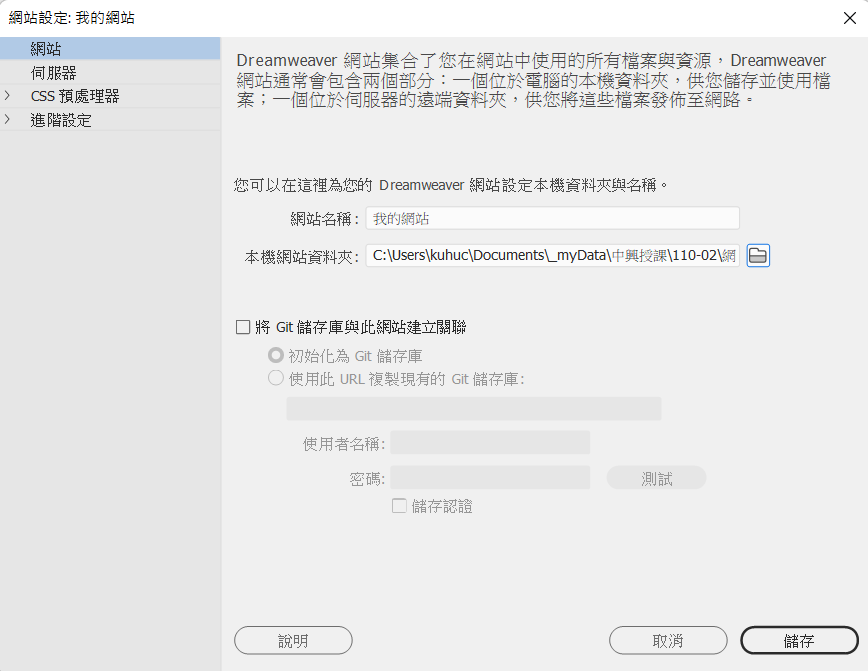 網站設定: 我的網站
網站
伺服器
CSS 預處理器
進階設定
Dreamweaver 網站集合了您在網站中使用的所有檔案與資源，Dreamweaver
網站通常會包含兩個部分：一個位於電腦的本機資料夾，供您儲存並使用檔
案；一個位於伺服器的遠端資料夾，供您將這些檔案發佈至網路。
您可以在這裡為您的 Dreamweaver 網站設定本機資料夾與名稱。
網站名稱: 我的網站
本機網站資料夾: C:\Users\kuhuc\Documents\_myData\中興授課\110-02\網
將 Git 儲存庫與此網站建立關聯
初始化為 Git 儲存庫
使用此 URL 複製現有的 Git 儲存庫:
使用者名稱:
密碼: 測試
儲存認證
說明 取消 儲存